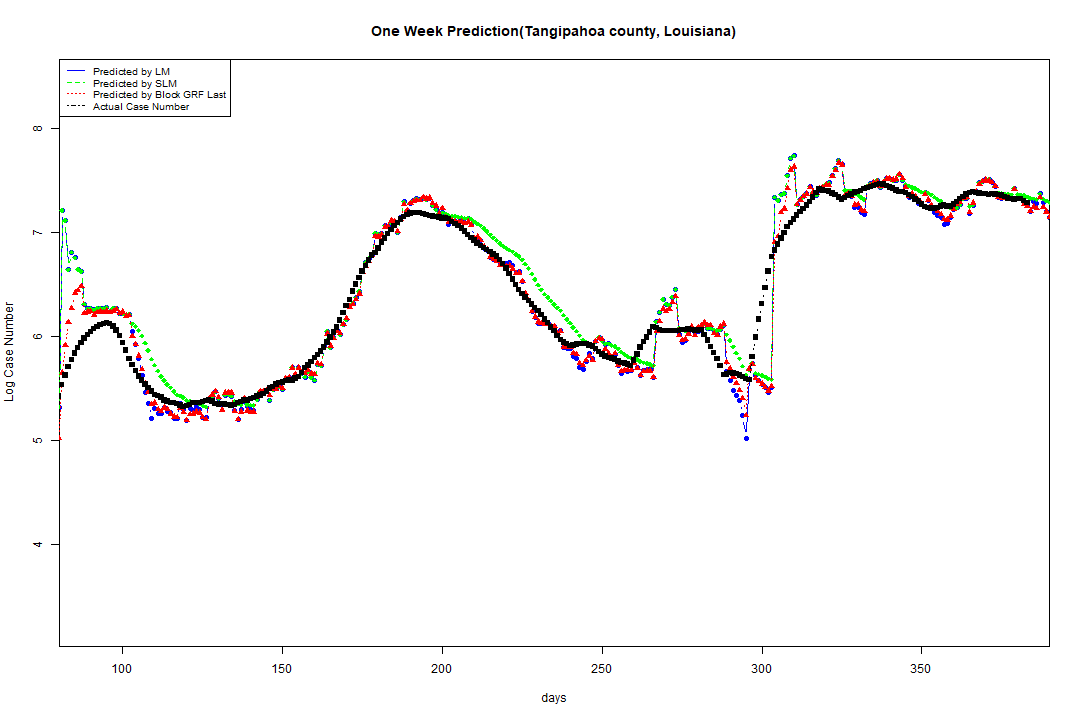 One Week Prediction(Tangipahoa county, Louisiana)
Predicted by LM
Predicted by SLM
Predicted by Block GRF Last
Actual Case Number
8
7
6
5
4
Log Case Number
100 150 200 250 300 350
days